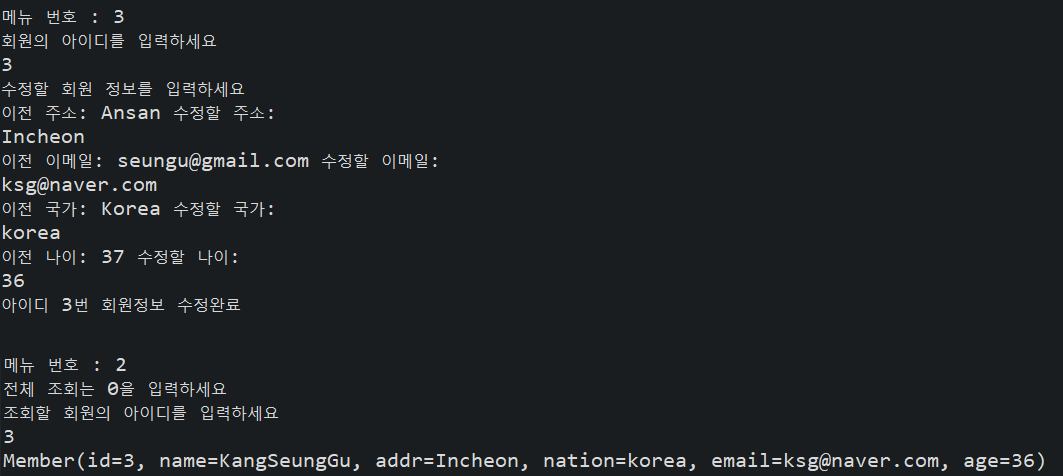 메뉴 번호 : 3
회원의 아이디를 입력하세요
3
수정할 회원 정보를 입력하세요
이전 주소: Ansan 수정할 주소:
Incheon
이전 이메일: seungu@gmail.com 수정할 이메일:
ksg@naver.com
이전 국가: Korea 수정할 국가:
korea
이전 나이: 37 수정할 나이:
36
아이디 3번 회원정보 수정완료
메뉴 번호 : 2
전체 조회는 0을 입력하세요
조회할 회원의 아이디를 입력하세요
3
Member(id=3, name=KangSeungGu, addr=Incheon, nation=korea, email=ksg@naver.com, age=36)